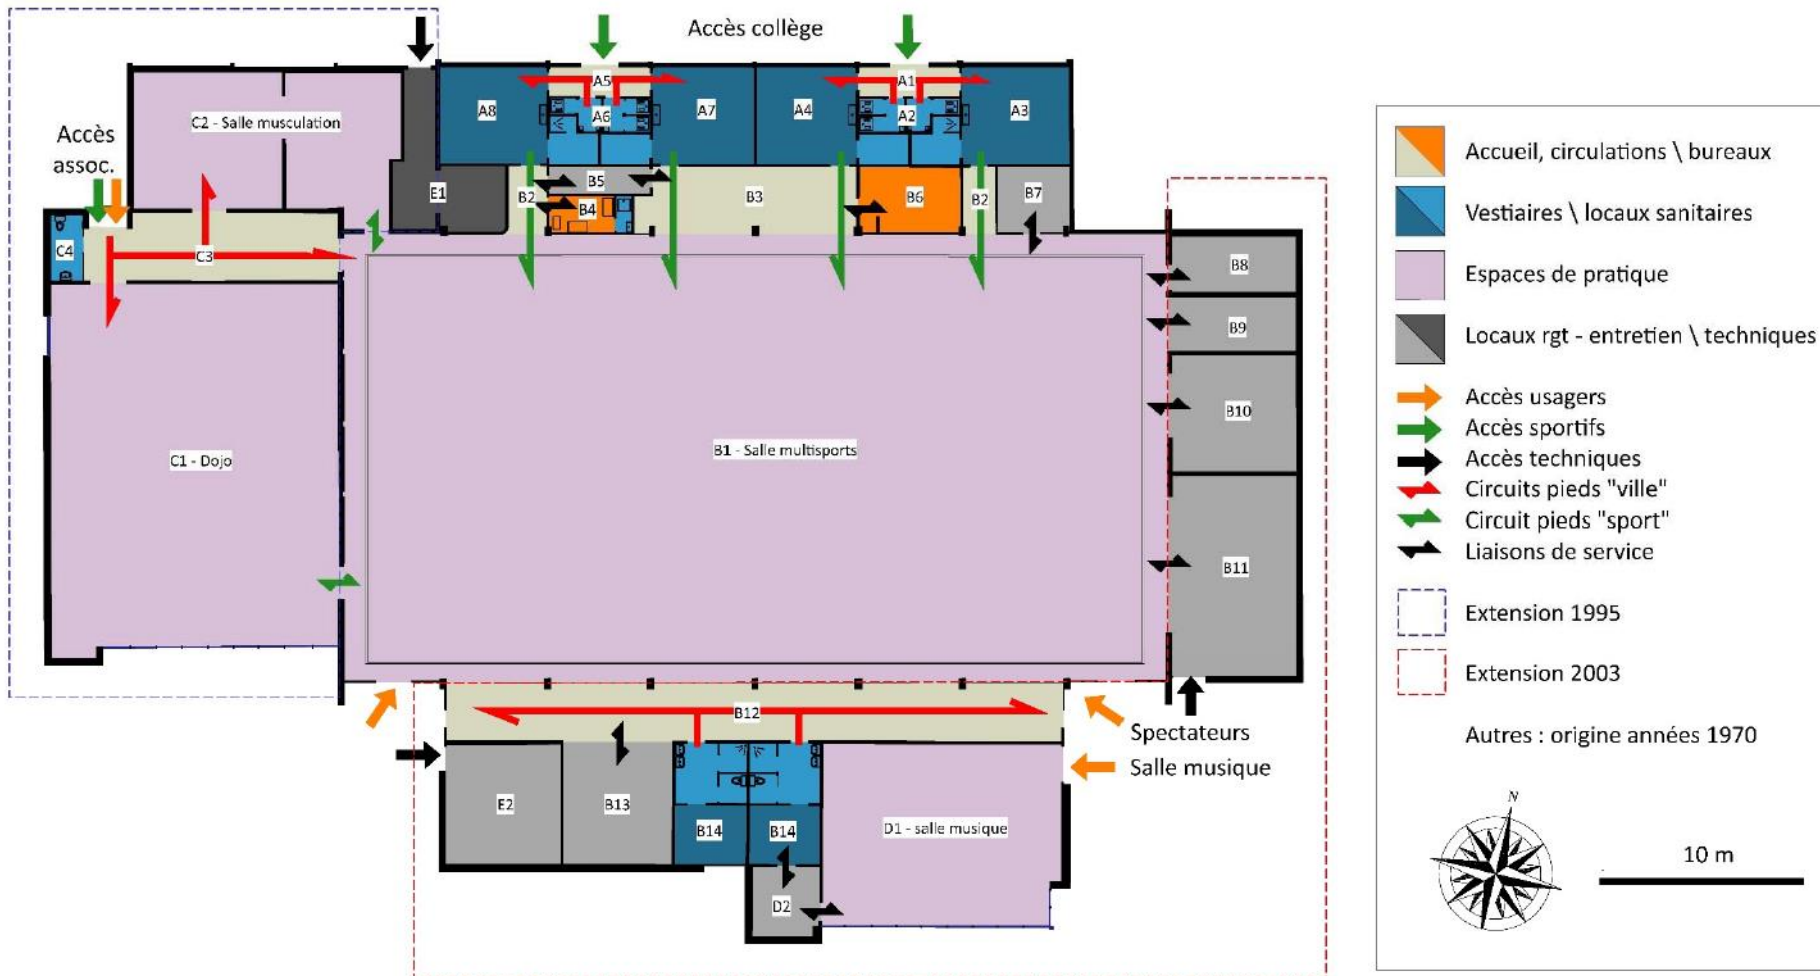 Accès collège
A5
A1
A8
A6
A7
A4
A2
A3
C2 - Salle musculation
Accès
assoc.
E1
B2
B5
B4
B3
B6
B2
B7
C4
C3
B8
B9
B10
B11
C1 - Dojo
B1 - Salle multisports
B12
Spectateurs
Salle musique
E2
B13
B14
B14
D1 - salle musique
D2
Accueil, circulations \ bureaux
Vestiaires \ locaux sanitaires
Espaces de pratique
Locaux rgt - entretien \ techniques
Accès usagers
Accès sportifs
Accès techniques
Circuits pieds "ville"
Circuit pieds "sport"
Liaisons de service
Extension 1995
Extension 2003
Autres : origine années 1970
N
10 m